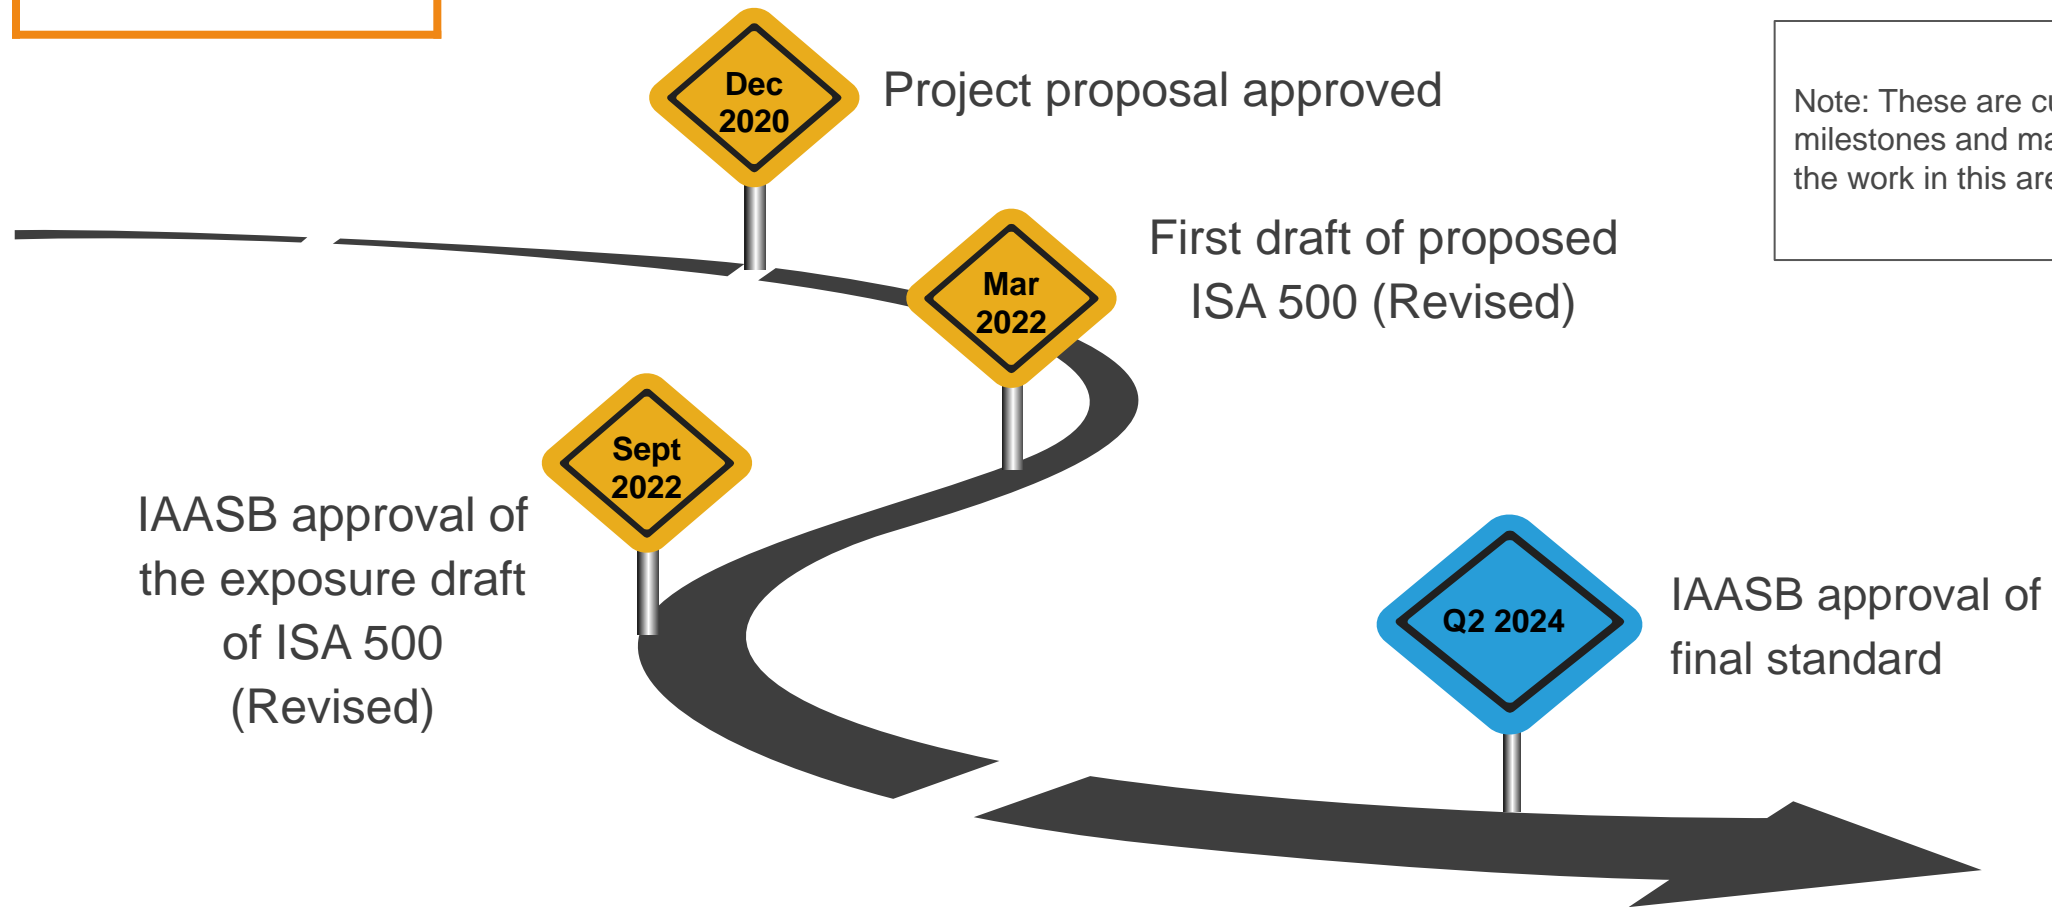 Dec
2020
Project proposal approved
Note: These are
milestones and
the work in this
Mar
2022
First draft of proposed
ISA 500 (Revised)
Sept
2022
IAASB approval of
the exposure draft
of ISA 500
(Revised)
Q2 2024
IAASB approval of
final standard